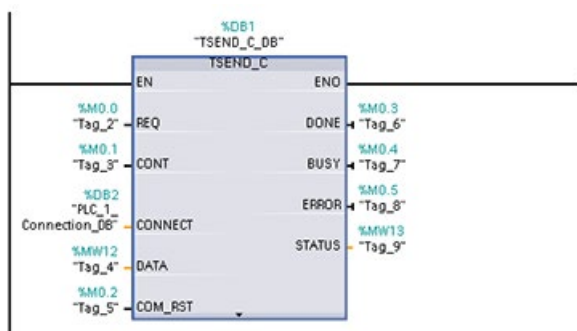 %DB1
"TSEND_C_DB"
TSEND_C
EN ENO
%M0.0
"Tag_2" REQ
%M0.1
"Tag_3" CONT
%DB2
"PLC_1_
Connection_DB" CONNECT
%MW12
"Tag_4" DATA
%M0.2
"Tag_5" COM_RST
%M0.3
DONE "Tag_6"
%M0.4
BUSY "Tag_7"
%M0.5
ERROR "Tag_8"
%MW13
STATUS "Tag_9"